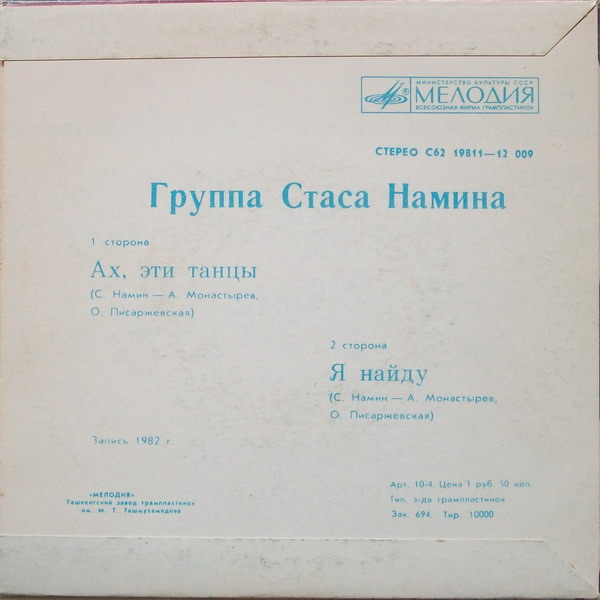 МИНИСТЕРСТВО КУЛЬТУРЫ СССР
МЕЛОДИЯ
ВСЕСОЮЗНАЯ ФИРМА ГРАМПЛАСТИНОК
СТЕРЕО С62 19811—12 009
Группа Стаса Намина
1 сторона
Ах, эти танцы
(С. Намин — А. Монастырев,
О. Писаржевская)
2 сторона
Я найду
(С. Намин — А. Монастырев,
О. Писаржевская)
Запись 1982 г.
«МЕЛОДИЯ»
Ташкентский завод грампластинок
им. М. Т. Ташмухамедова
Арт. 10-4. Цена 1 руб. 50 коп.
Тип. з-да грампластинок
Зак. 694. Тир. 10000